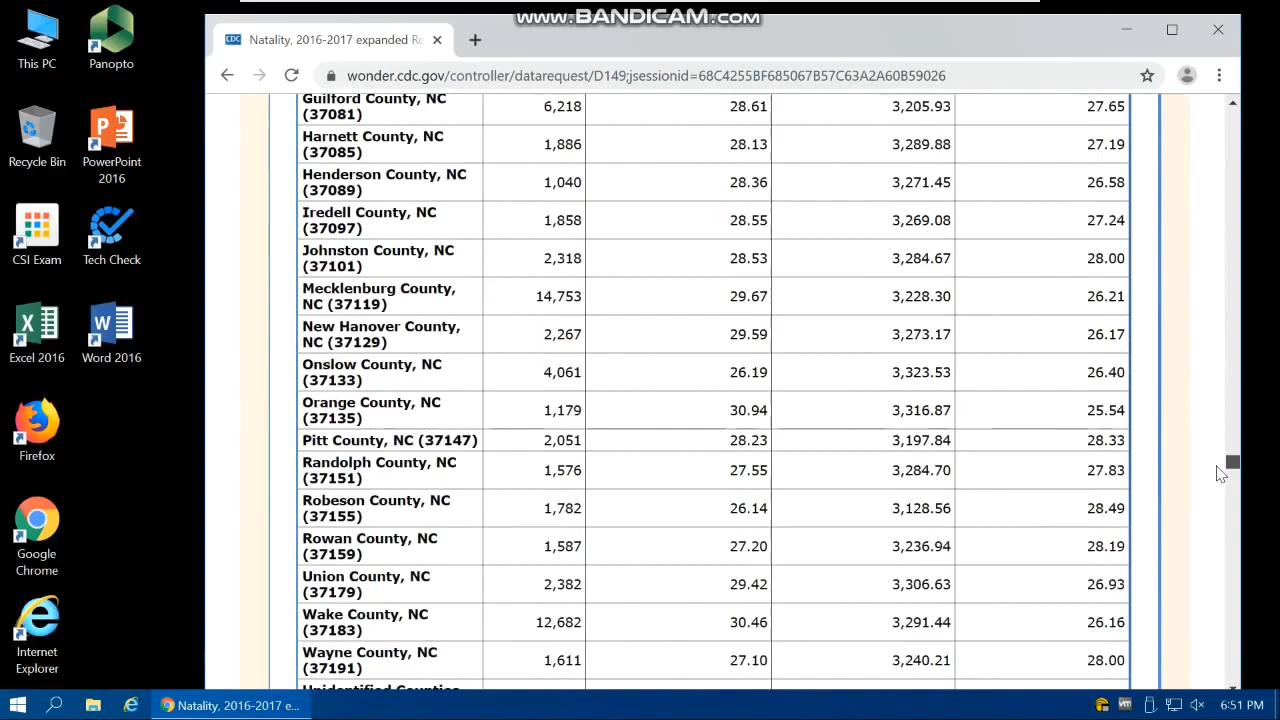 WWW.BANDICAM.COM
This PC
Panopto
Recycle Bin
PowerPoint
2016
CSI Exam
Tech Check
Excel 2016
Word 2016
Firefox
Google
Chrome
Internet
Explorer
CDC Natality, 2016-2017 expanded Re
wonder.cdc.gov/controller/datarequest/D149;jsessionid=68C4255BF685067B57C63A2A60B59026
Guilford County, NC
(37081) 6,218 28.61 3,205.93 27.65
Harnett County, NC
(37085) 1,886 28.13 3,289.88 27.19
Henderson County, NC
(37089) 1,040 28.36 3,271.45 26.58
Iredell County, NC
(37097) 1,858 28.55 3,269.08 27.24
Johnston County, NC
(37101) 2,318 28.53 3,284.67 28.00
Mecklenburg County,
NC (37119) 14,753 29.67 3,228.30 26.21
New Hanover County,
NC (37129) 2,267 29.59 3,273.17 26.17
Onslow County, NC
(37133) 4,061 26.19 3,323.53 26.40
Orange County, NC
(37135) 1,179 30.94 3,316.87 25.54
Pitt County, NC (37147) 2,051 28.23 3,197.84 28.33
Randolph County, NC
(37151) 1,576 27.55 3,284.70 27.83
Robeson County, NC
(37155) 1,782 26.14 3,128.56 28.49
Rowan County, NC
(37159) 1,587 27.20 3,236.94 28.19
Union County, NC
(37179) 2,382 29.42 3,306.63 26.93
Wake County, NC
(37183) 12,682 30.46 3,291.44 26.16
Wayne County, NC
(37191) 1,611 27.10 3,240.21 28.00
Unidentified Counties
Natality, 2016-2017 e...
vm
6:51 PM